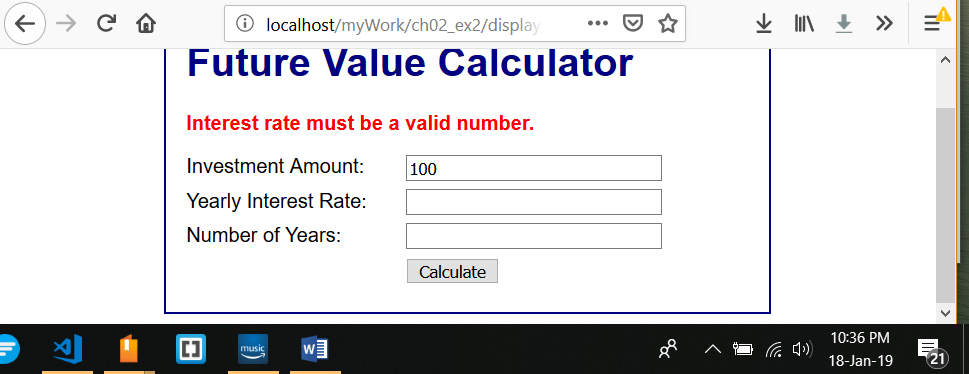 localhost/myWork/ch02_ex2/display
Future Value Calculator
Interest rate must be a valid number.
Investment Amount: 100
Yearly Interest Rate:
Number of Years:
Calculate
music
W
10:36 PM
18-Jan-19
21